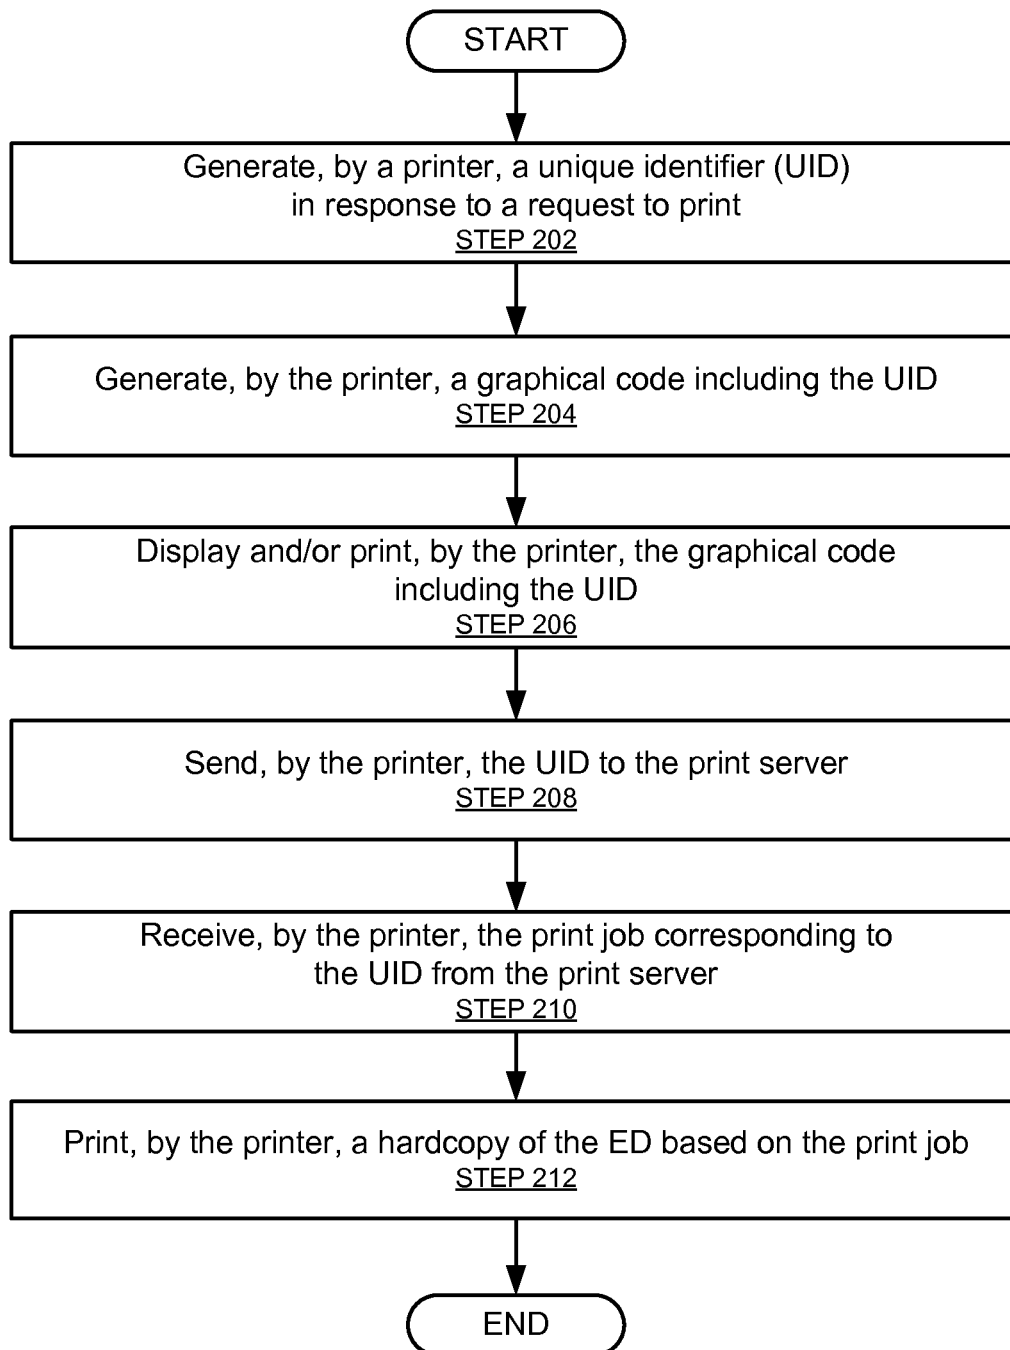 START
Generate, by a printer, a unique identifier (UID)
in response to a request to print
STEP 202
Generate, by the printer, a graphical code including the UID
STEP 204
Display and/or print, by the printer, the graphical code
including the UID
STEP 206
Send, by the printer, the UID to the print server
STEP 208
Receive, by the printer, the print job corresponding to
the UID from the print server
STEP 210
Print, by the printer, a hardcopy of the ED based on the print job
STEP 212
END